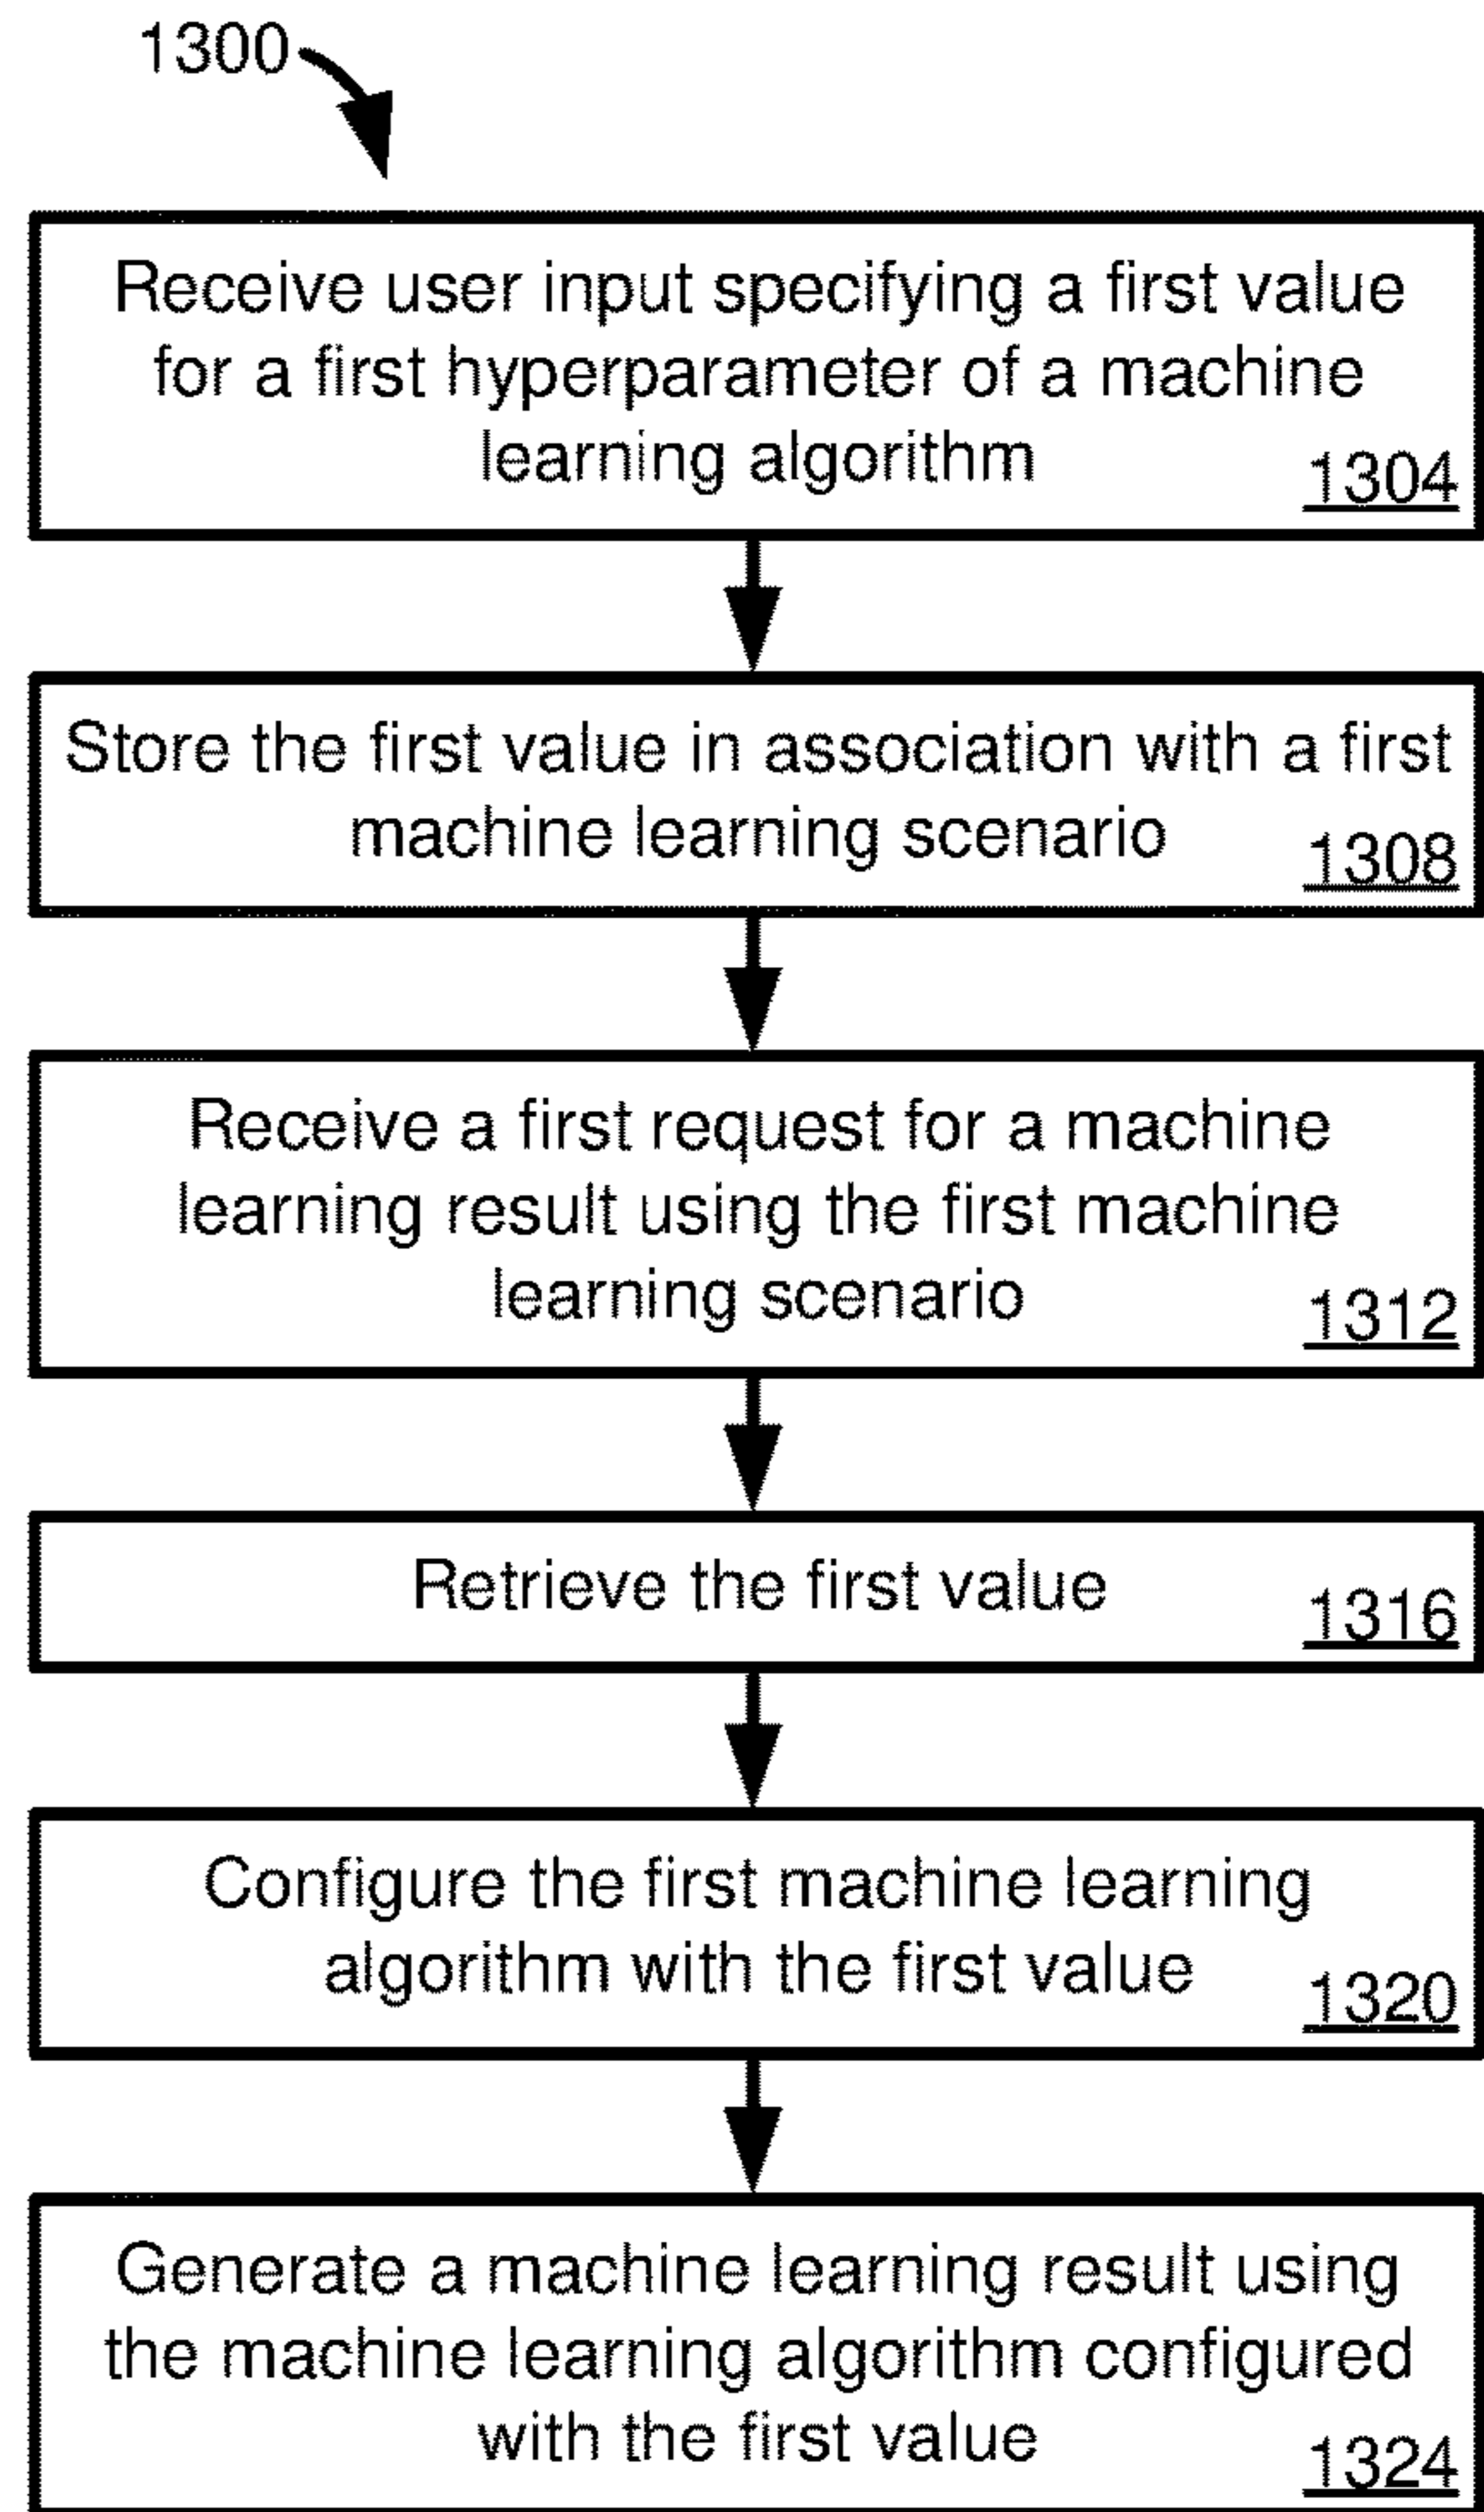 1300
Receive user input specifying a first value
for a first hyperparameter of a machine
learning algorithm
1304
Store the first value in association with a first
machine learning scenario
1308
Receive a first request for a machine
learning result using the first machine
learning scenario
1312
Retrieve the first value
1316
Configure the first machine learning
algorithm with the first value
1320
Generate a machine learning result using
the machine learning algorithm configured
with the first value
1324